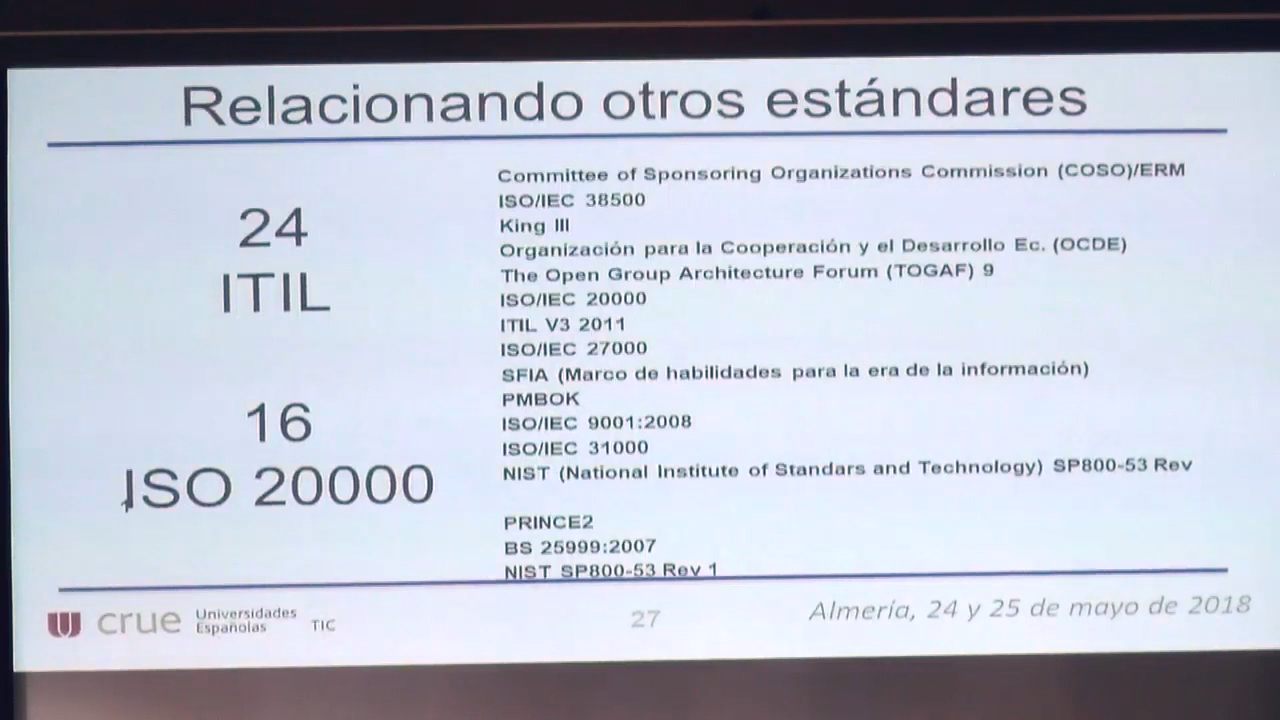 Relacionando otros estándares
24
ITIL
16
ISO 20000
Committee of Sponsoring Organizations Commission (COSO)/ERM
ISO/IEC 38500
King III
Organización para la Cooperación y el Desarrollo Ec. (OCDE)
The Open Group Architecture Forum (TOGAF) 9
ISO/IEC 20000
ITIL V3 2011
ISO/IEC 27000
SFIA (Marco de habilidades para la era de la información)
PMBOK
ISO/IEC 9001:2008
ISO/IEC 31000
NIST (National Institute of Standars and Technology) SP800-53 Rev
PRINCE2
BS 25999:2007
NIST SP800-53 Rev 1
crue Universidades Españolas TIC
27
Almería, 24 y 25 de mayo de 2018